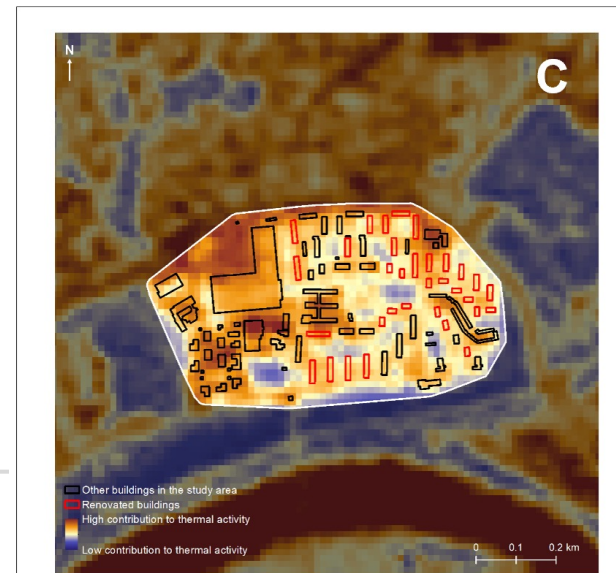 N
C
Other buildings in the study area
Renovated buildings
High contribution to thermal activity
Low contribution to thermal activity
0 0.1 0.2 km